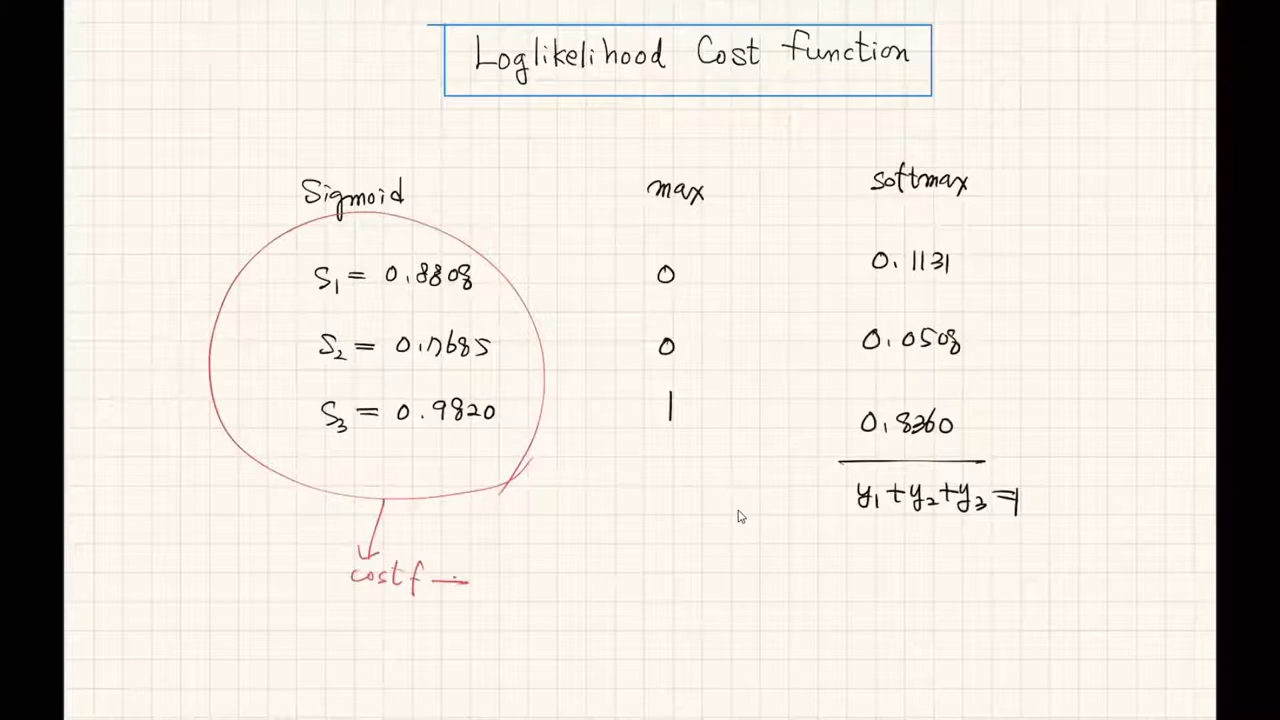 Loglikelihood Cost function
Sigmoid max softmax
S₁ = 0.8808 0 0.1131
S₂ = 0.7685 0 0.0508
S₃ = 0.9820 1 0.8360
y₁+y₂+y₃=1
cost f